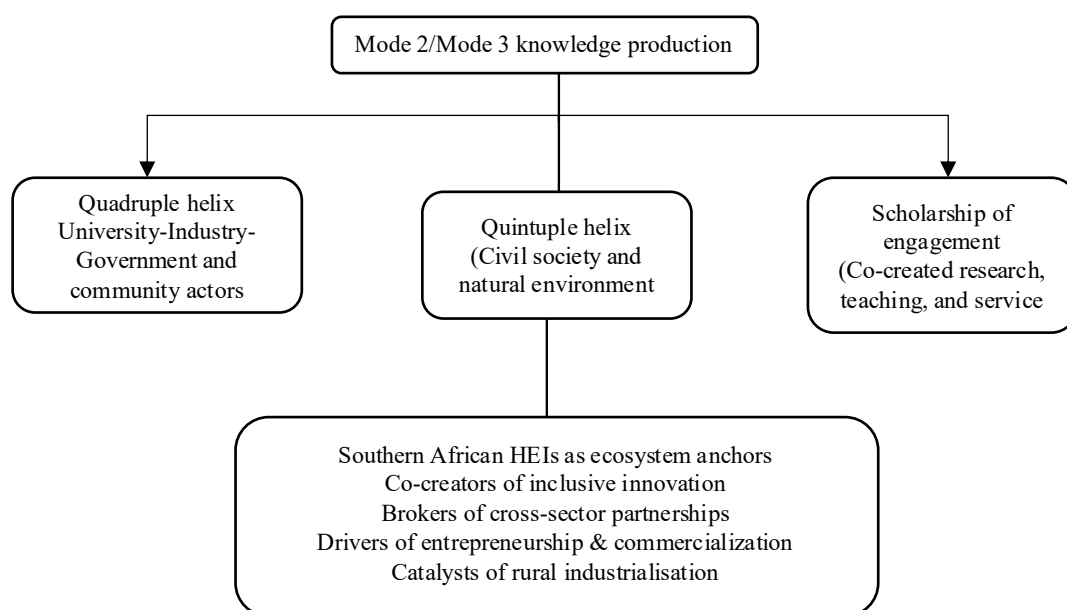 Mode 2/Mode 3 knowledge production
Quadruple helix
University-Industry-
Government and
community actors
Quintuple helix
(Civil society and
natural environment
Scholarship of
engagement
(Co-created research,
teaching, and service
Southern African HEIs as ecosystem anchors
Co-creators of inclusive innovation
Brokers of cross-sector partnerships
Drivers of entrepreneurship & commercialization
Catalysts of rural industrialisation